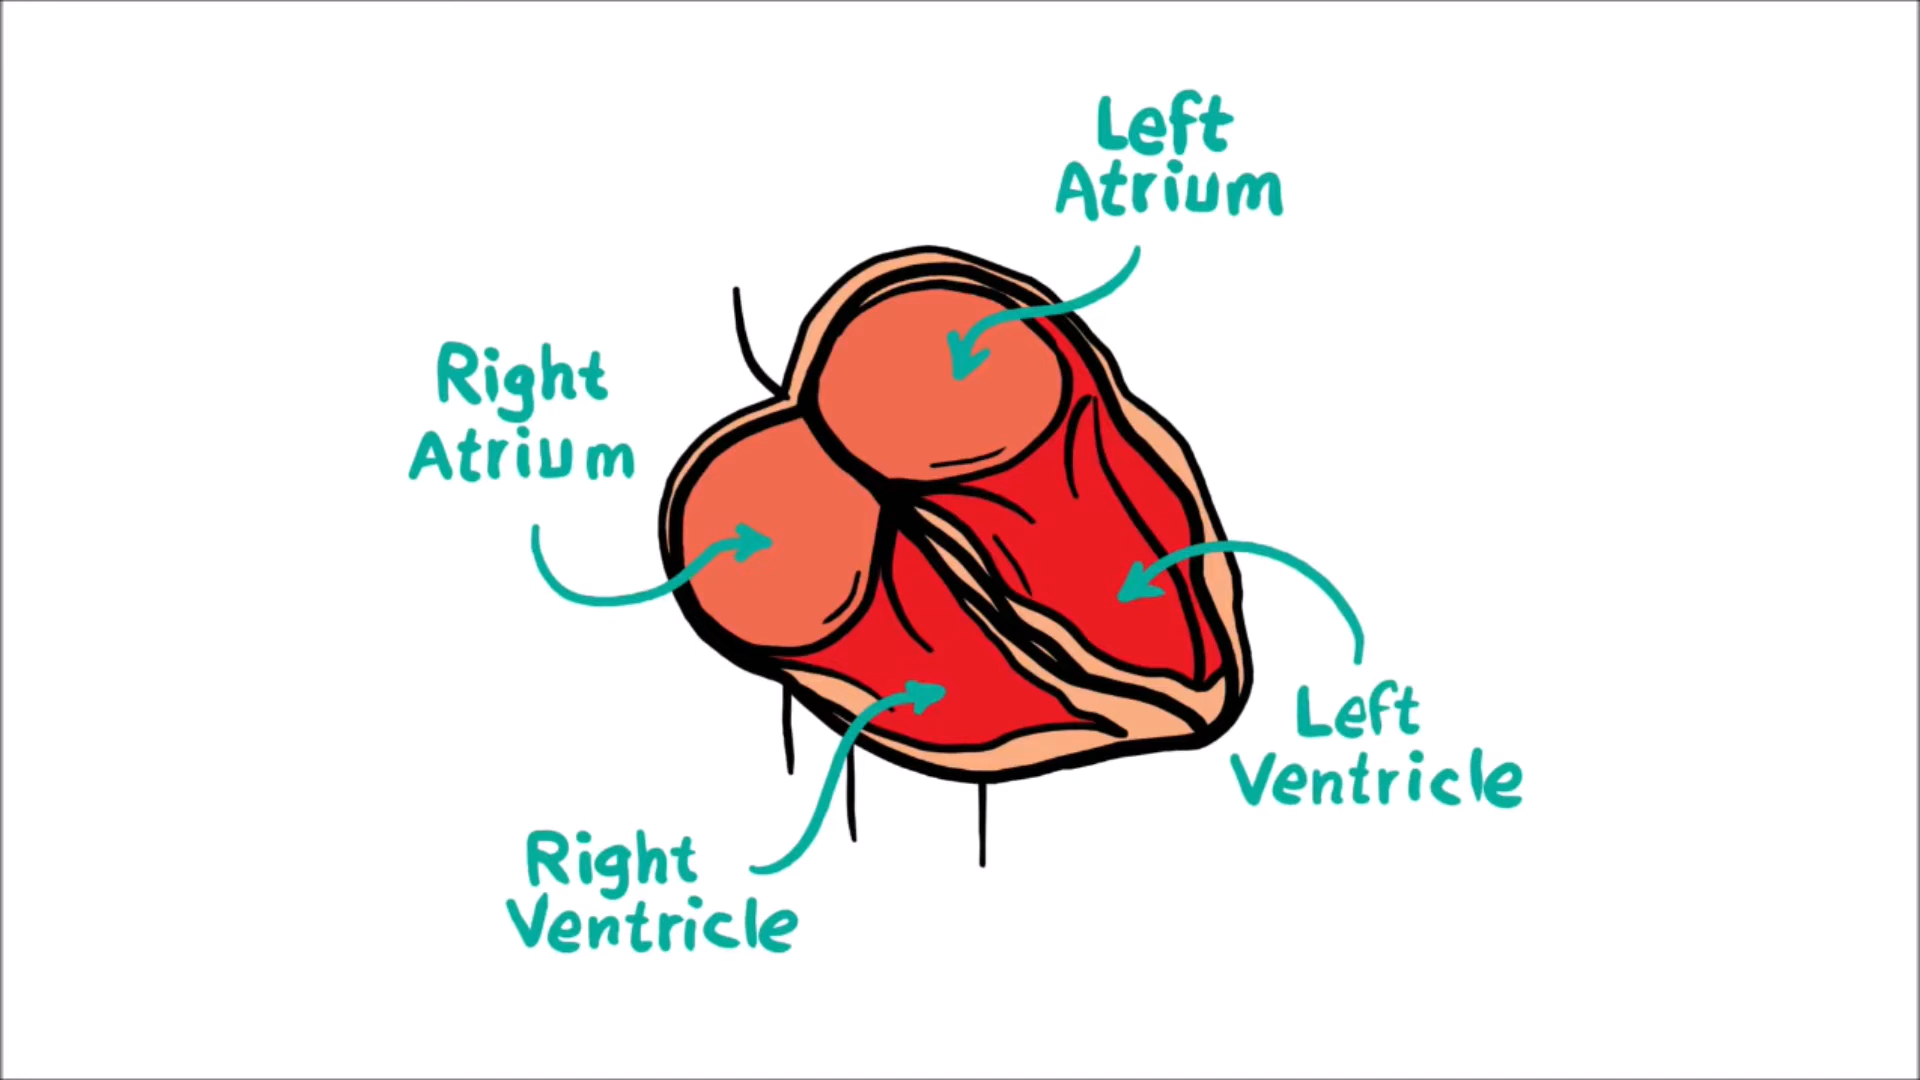 Left
Atrium
Right
Atrium
Left
Ventricle
Right
Ventricle